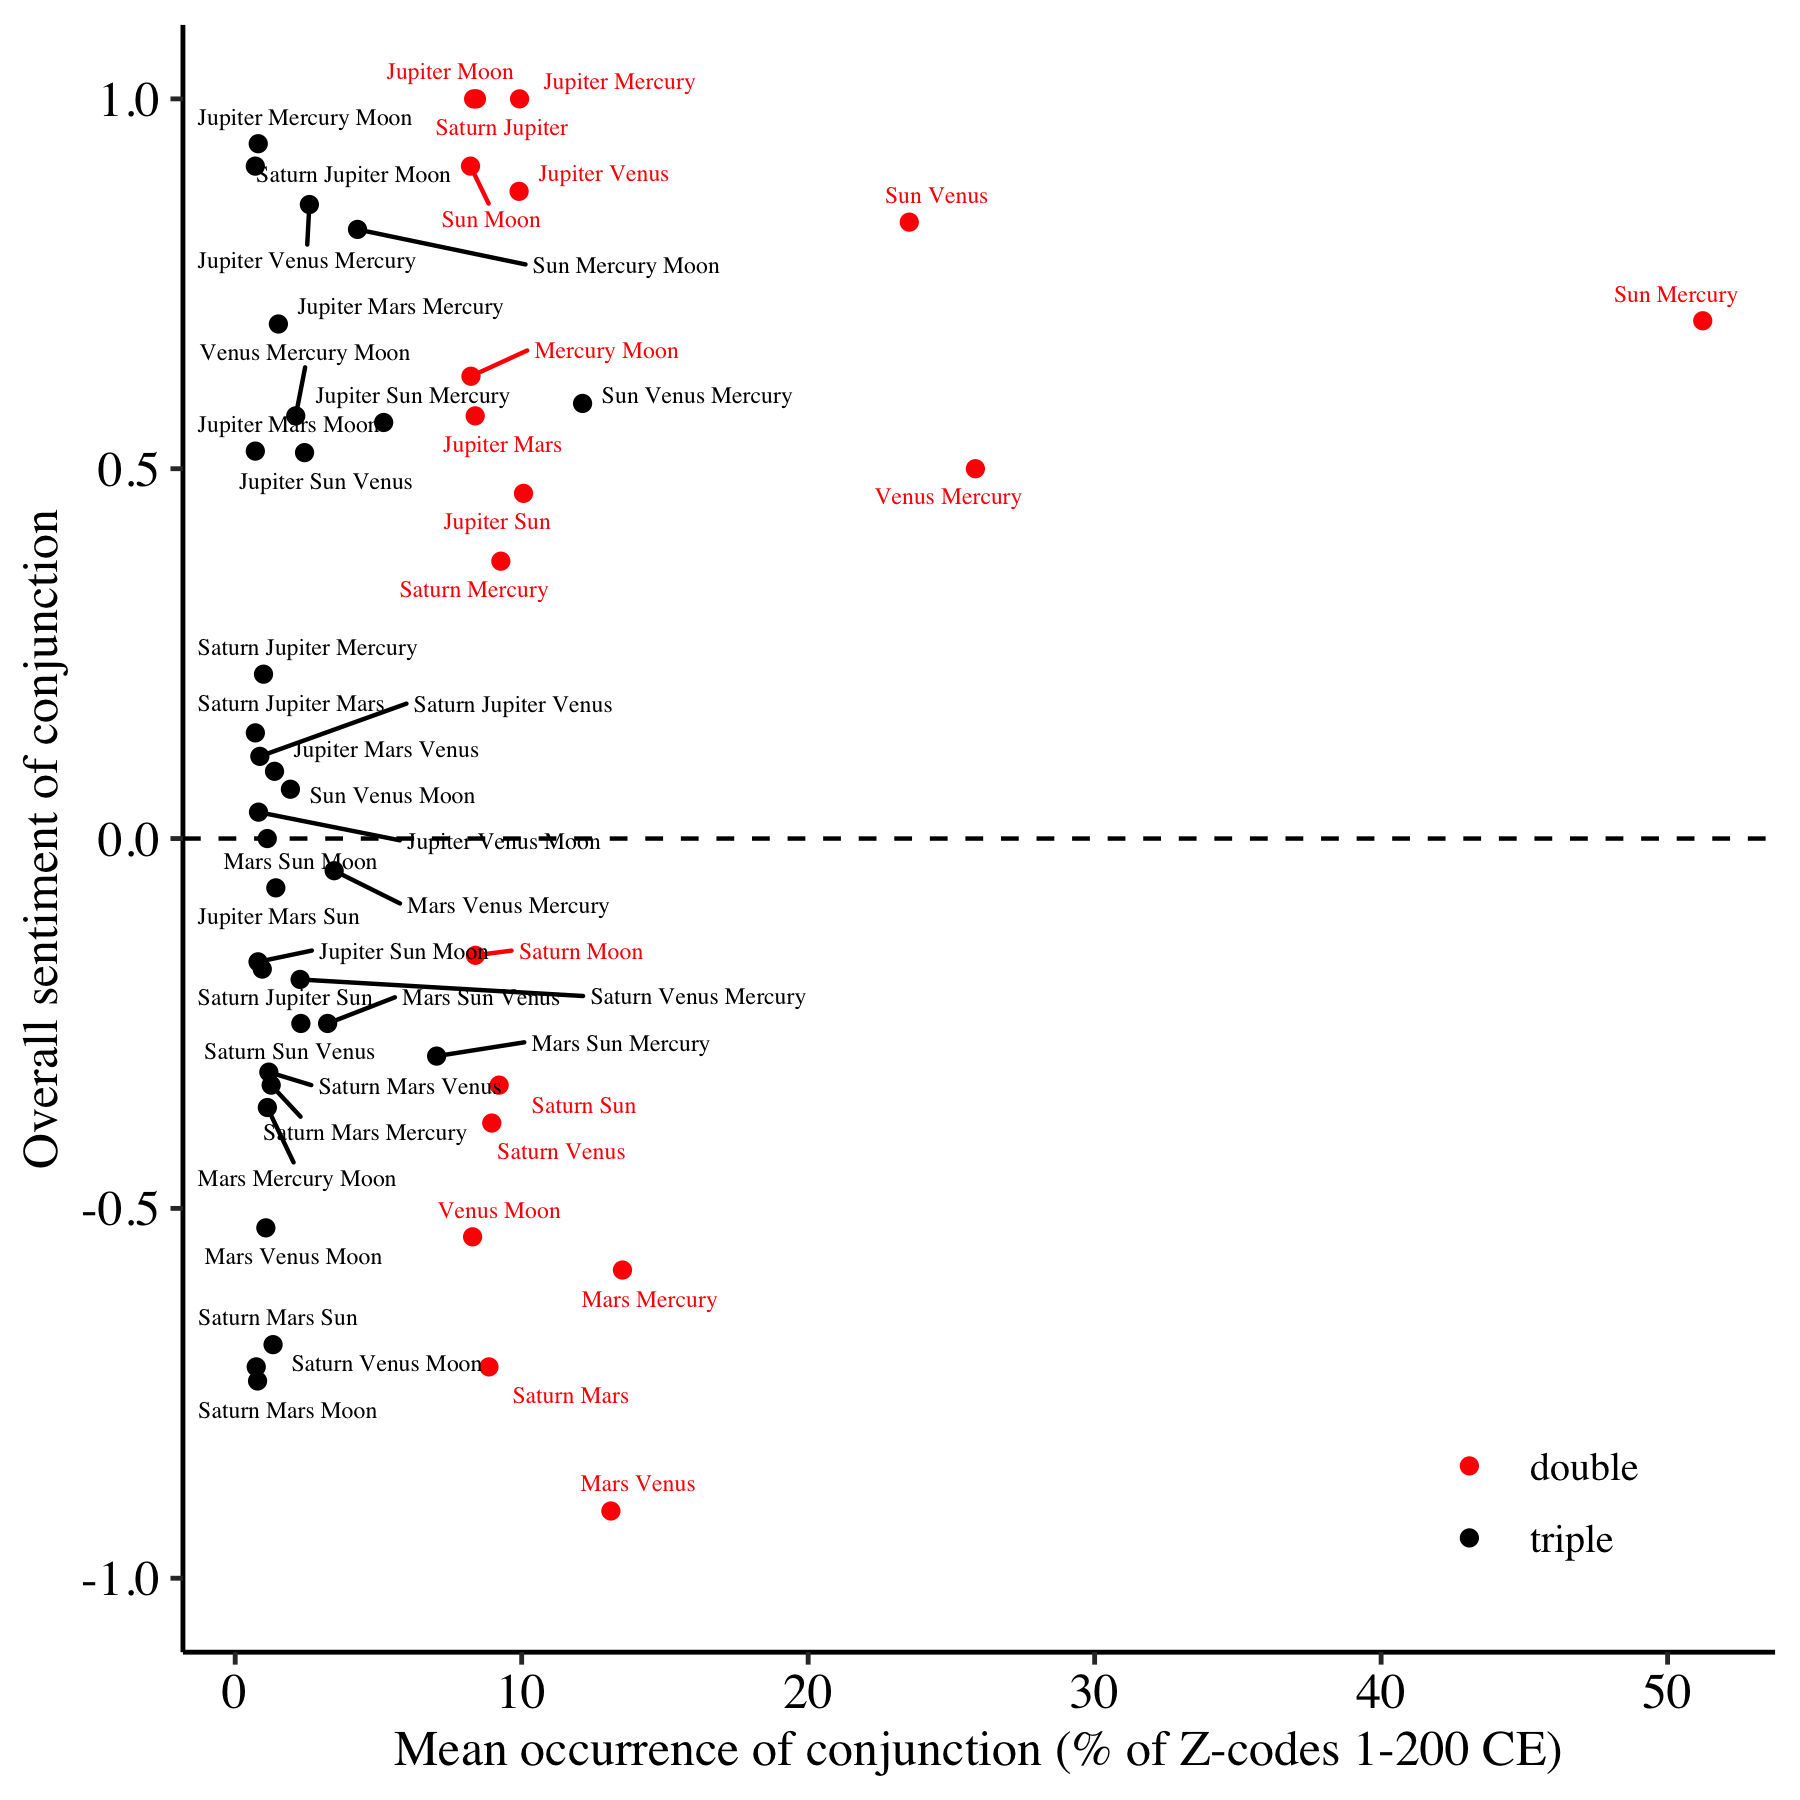 Jupiter Moon
Jupiter Mercury
1.0
Jupiter Mercury Moon
Saturn Jupiter
Saturn Jupiter Moon
Jupiter Venus
Sun Venus
Sun Moon
Jupiter Venus Mercury
Sun Mercury Moon
Sun Mercury
Jupiter Mars Mercury
Venus Mercury Moon
Mercury Moon
Jupiter Sun Mercury
Sun Venus Mercury
Jupiter Mars Moon
Jupiter Mars
0.5
Jupiter Sun Venus
Venus Mercury
Jupiter Sun
Saturn Mercury
Saturn Jupiter Mercury
Saturn Jupiter Mars
Saturn Jupiter Venus
Jupiter Mars Venus
Sun Venus Moon
0.0
Jupiter Venus Moon
Mars Sun Moon
Mars Venus Mercury
Jupiter Mars Sun
Jupiter Sun Moon
Saturn Moon
Saturn Jupiter Sun
Mars Sun Venus
Saturn Venus Mercury
Mars Sun Mercury
Saturn Sun Venus
Saturn Mars Venus
Saturn Sun
Saturn Mars Mercury
Saturn Venus
Mars Mercury Moon
-0.5
Venus Moon
Mars Venus Moon
Mars Mercury
Saturn Mars Sun
Saturn Venus Moon
Saturn Mars
Saturn Mars Moon
Mars Venus
-1.0
double
triple
Overall sentiment of conjunction
0 10 20 30 40 50
Mean occurrence of conjunction (% of Z-codes 1-200 CE)